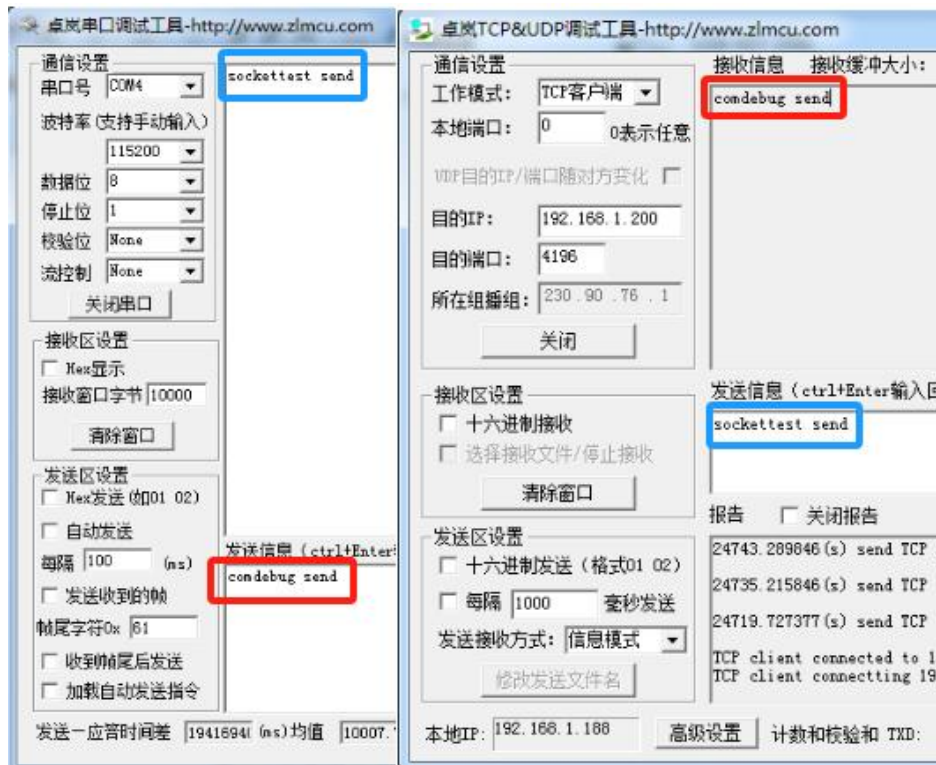 卓岚串口调试工具-http://www.zlmcu.com
通信设置
串口号 COM4
波特率(支持手动输入)
115200
数据位 8
停止位 1
校验位 None
流控制 None
关闭串口
接收区设置
Hex显示
接收窗口字节 10000
清除窗口
发送区设置
Hex发送(如01 02)
自动发送
每隔 100 (ms)
发送收到的帧
帧尾字符0x 61
收到帧尾后发送
加载自动发送指令
发送一应答时间差 1941694( (ms)均值 10007.
sockettest send
发送信息(ctrl+Enter
comdebug send
卓岚TCP&UDP调试工具-http://www.zlmcu.com
通信设置
工作模式: TCP客户端
本地端口: 0 0表示任意
UDP目的IP/端口随对方变化
目的IP: 192.168.1.200
目的端口: 4196
所在组播组: 230 .90 .76 .1
关闭
接收区设置
十六进制接收
选择接收文件/停止接收
清除窗口
发送区设置
十六进制发送(格式01 02)
每隔 1000 毫秒发送
发送接收方式: 信息模式
修改发送文件名
本地IP: 192.168.1.188 高级设置 计数和校验和 TXD:
接收信息 接收缓冲大小:
comdebug send
发送信息(ctrl+Enter输入回
sockettest send
报告 关闭报告
24743.289846(s) send TCP
24735.215846(s) send TCP
24719.727377(s) send TCP
TCP client connected to 1
TCP client connectting 19